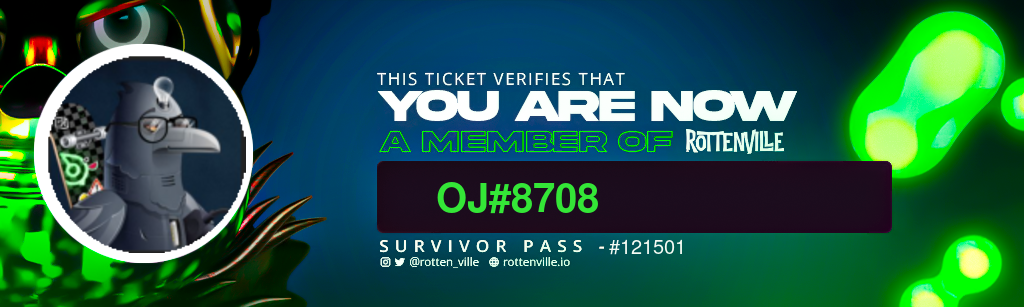 THIS TICKET VERIFIES THAT
YOU ARE NOW
A MEMBER OF ROTTENVILLE
OJ#8708
SURVIVOR PASS - #121501
@rotten_ville rottenville.io